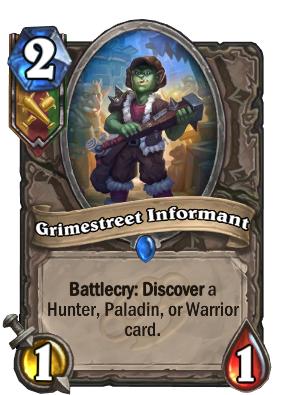 2
Grimestreet Informant
Battlecry: Discover a
Hunter, Paladin, or Warrior
card.
1
1